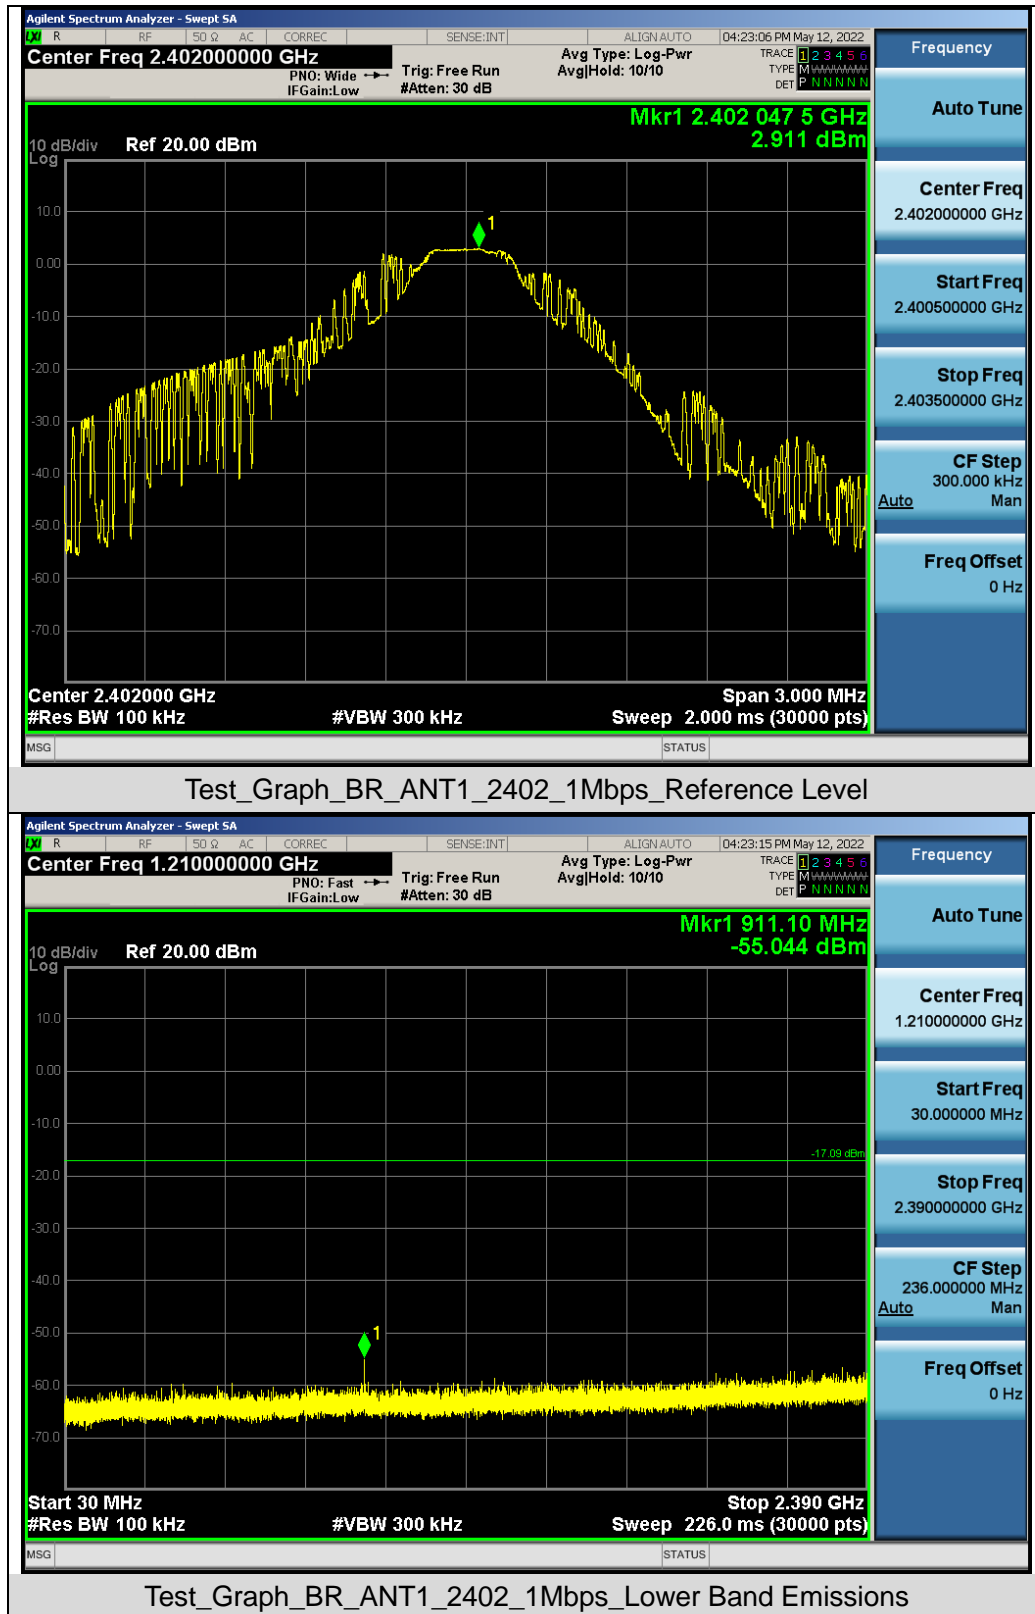 Agilent Spectrum Analyzer - Swept SA
LXI R RF 50 Ω AC CORREC SENSE:INT ALIGN AUTO 04:23:06 PM May 12, 2022
Center Freq 2.402000000 GHz
PNO: Wide
IFGain:Low
Trig: Free Run
#Atten: 30 dB
Avg Type: Log-Pwr
Avg|Hold: 10/10
TRACE 1 2 3 4 5 6
TYPE M W W W W W
DET P N N N N N
Mkr1 2.402 047 5 GHz
2.911 dBm
10 dB/div Ref 20.00 dBm
Log
10.0
0.00
-10.0
-20.0
-30.0
-40.0
-50.0
-60.0
-70.0
1
Center 2.402000 GHz Span 3.000 MHz
#Res BW 100 kHz #VBW 300 kHz Sweep 2.000 ms (30000 pts)
MSG STATUS
Frequency
Auto Tune
Center Freq
2.402000000 GHz
Start Freq
2.400500000 GHz
Stop Freq
2.403500000 GHz
CF Step
300.000 kHz
Auto Man
Freq Offset
0 Hz
Test_Graph_BR_ANT1_2402_1Mbps_Reference Level
Agilent Spectrum Analyzer - Swept SA
LXI R RF 50 Ω AC CORREC SENSE:INT ALIGN AUTO 04:23:15 PM May 12, 2022
Center Freq 1.210000000 GHz
PNO: Fast
IFGain:Low
Trig: Free Run
#Atten: 30 dB
Avg Type: Log-Pwr
Avg|Hold: 10/10
TRACE 1 2 3 4 5 6
TYPE M W W W W W
DET P N N N N N
Mkr1 911.10 MHz
-55.044 dBm
10 dB/div Ref 20.00 dBm
Log
10.0
0.00
-10.0
-17.09 dBm
-20.0
-30.0
-40.0
-50.0
-60.0
-70.0
1
Start 30 MHz Stop 2.390 GHz
#Res BW 100 kHz #VBW 300 kHz Sweep 226.0 ms (30000 pts)
MSG STATUS
Frequency
Auto Tune
Center Freq
1.210000000 GHz
Start Freq
30.000000 MHz
Stop Freq
2.390000000 GHz
CF Step
236.000000 MHz
Auto Man
Freq Offset
0 Hz
Test_Graph_BR_ANT1_2402_1Mbps_Lower Band Emissions